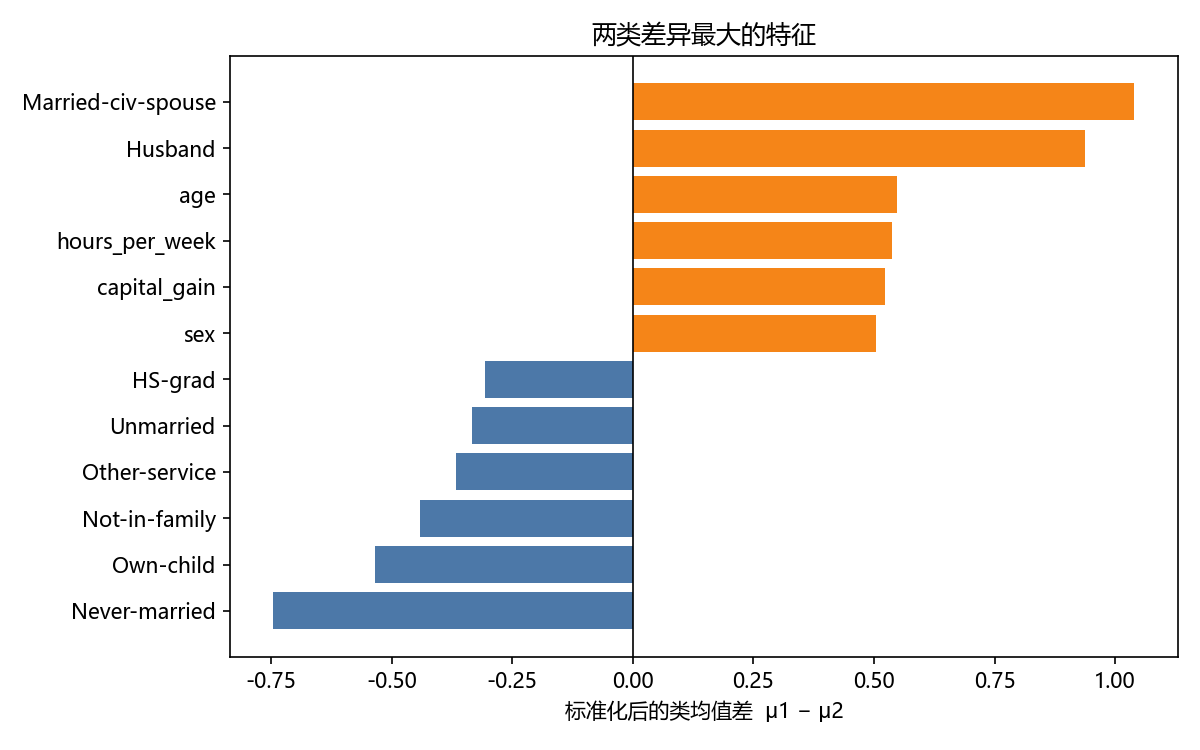 两类差异最大的特征
Married-civ-spouse
Husband
age
hours_per_week
capital_gain
sex
HS-grad
Unmarried
Other-service
Not-in-family
Own-child
Never-married
-0.75 -0.50 -0.25 0.00 0.25 0.50 0.75 1.00
标准化后的类均值差 μ1 − μ2